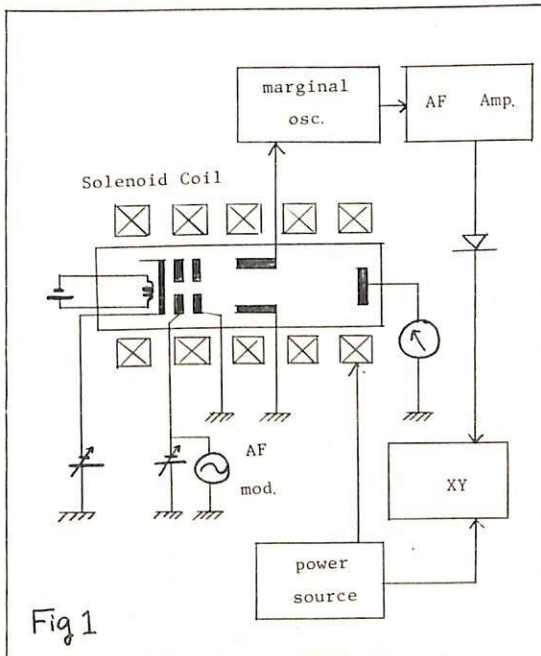 marginal
osc.
AF Amp.
Solenoid Coil
AF
mod.
XY
power
source
Fig 1